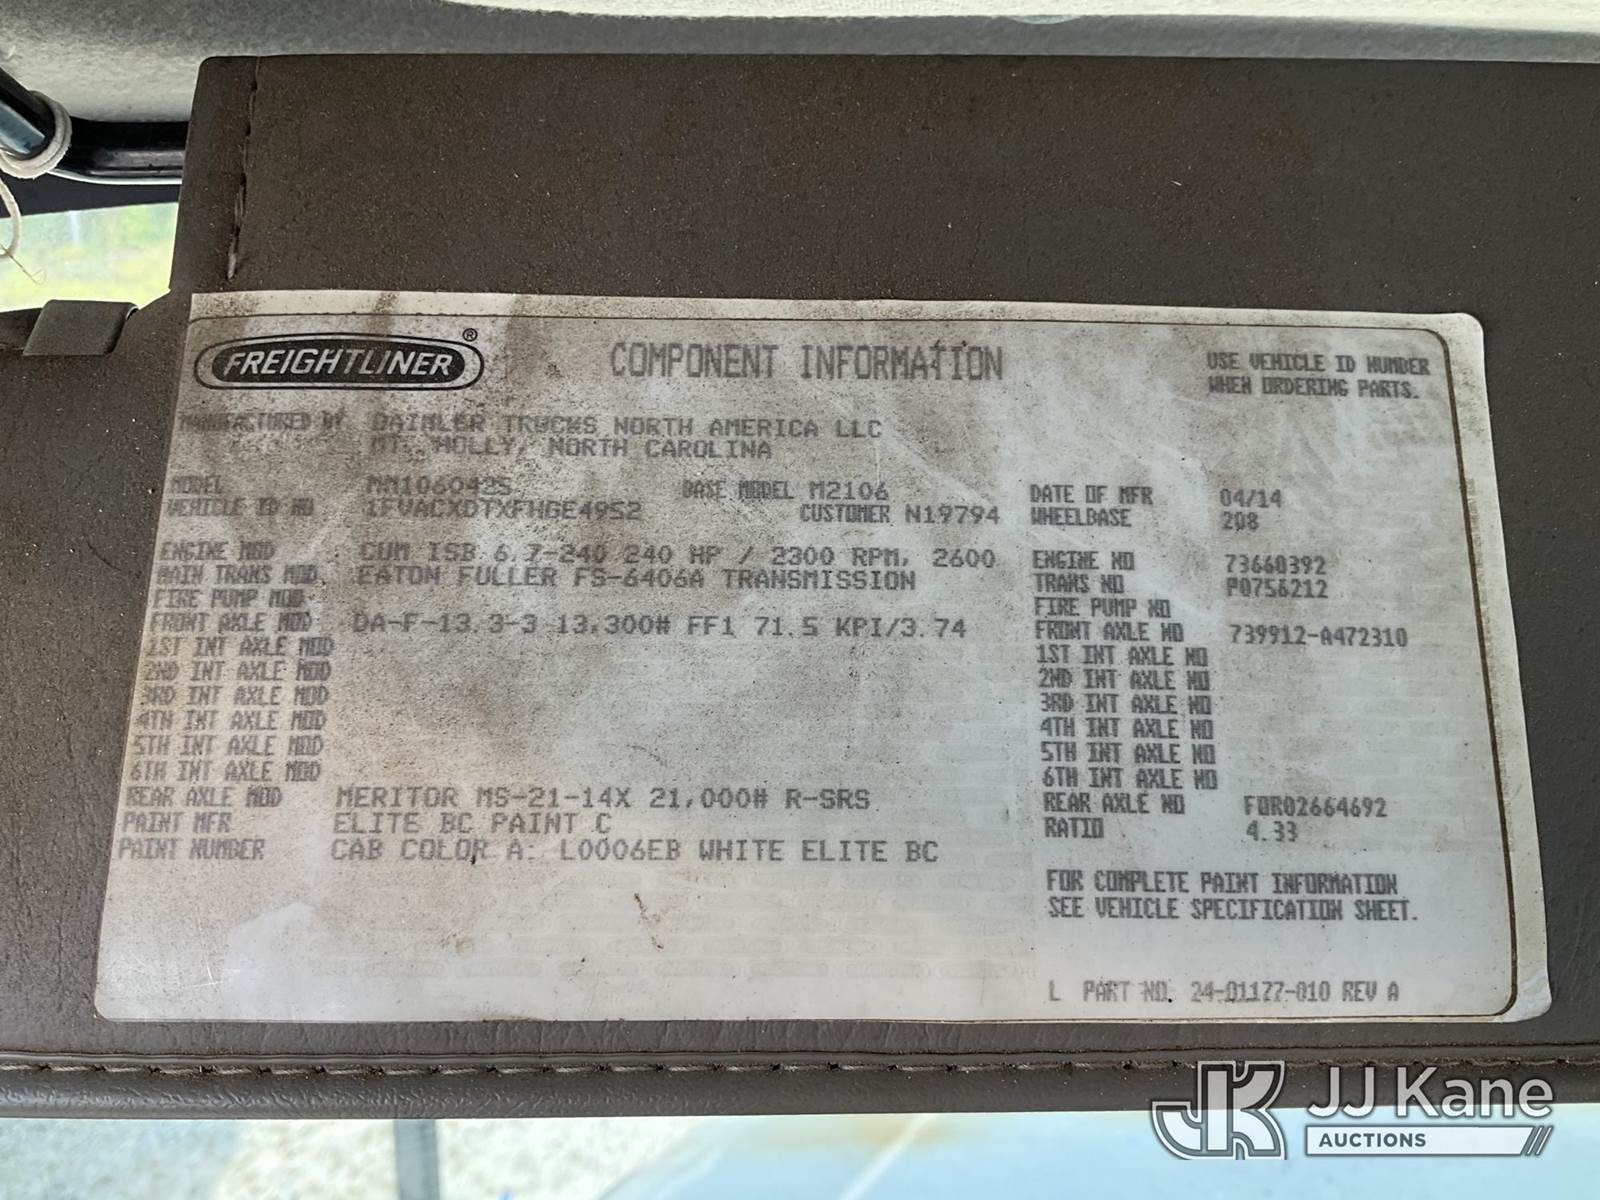 FREIGHTLINER®
COMPONENT INFORMATION
USE VEHICLE ID NUMBER
WHEN ORDERING PARTS.
MANUFACTURED BY DAIMLER TRUCKS NORTH AMERICA LLC
MT. HOLLY, NORTH CAROLINA
MODEL MM106042S BASE MODEL M2106 DATE OF MFR 04/14
VEHICLE ID NO 1FVACXDTXFHGE4952 CUSTOMER N19794 WHEELBASE 208
ENGINE MOD CUM ISB 6.7-240 240 HP / 2300 RPM, 2600 ENGINE NO 73660392
MAIN TRANS MOD EATON FULLER FS-6406A TRANSMISSION TRANS NO P0756212
FIRE PUMP MOD FIRE PUMP NO
FRONT AXLE MOD DA-F-13.3-3 13,300# FF1 71.5 KPI/3.74 FRONT AXLE NO 739912-A472310
1ST INT AXLE MOD 1ST INT AXLE NO
2ND INT AXLE MOD 2ND INT AXLE NO
3RD INT AXLE MOD 3RD INT AXLE NO
4TH INT AXLE MOD 4TH INT AXLE NO
5TH INT AXLE MOD 5TH INT AXLE NO
6TH INT AXLE MOD 6TH INT AXLE NO
REAR AXLE MOD MERITOR MS-21-14X 21,000# R-SRS REAR AXLE NO FOR02664692
PAINT MFR ELITE BC PAINT C RATIO 4.33
PAINT NUMBER CAB COLOR A: L0006EB WHITE ELITE BC
FOR COMPLETE PAINT INFORMATION
SEE VEHICLE SPECIFICATION SHEET.
L PART NO. 24-01177-010 REV A
JK JJ Kane
AUCTIONS